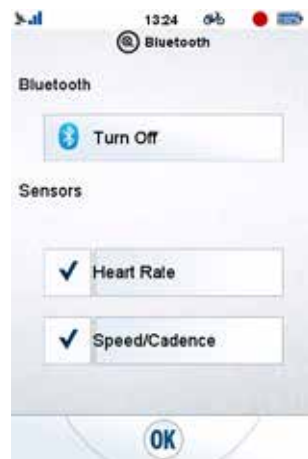 13:24
Bluetooth
Bluetooth
Turn Off
Sensors
Heart Rate
Speed/Cadence
OK